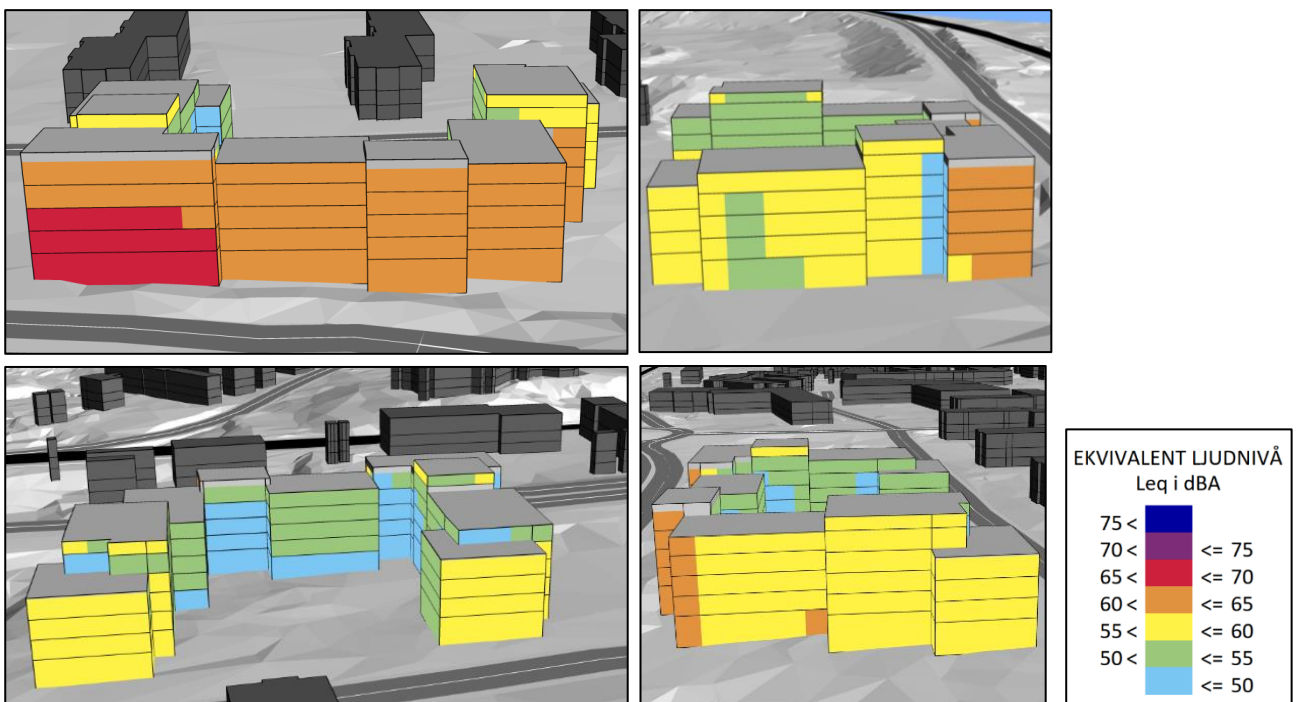 EKVIVALENT LJUDNIVÅ
Leq i dBA
75 <
70 < <= 75
65 < <= 70
60 < <= 65
55 < <= 60
50 < <= 55
<= 50